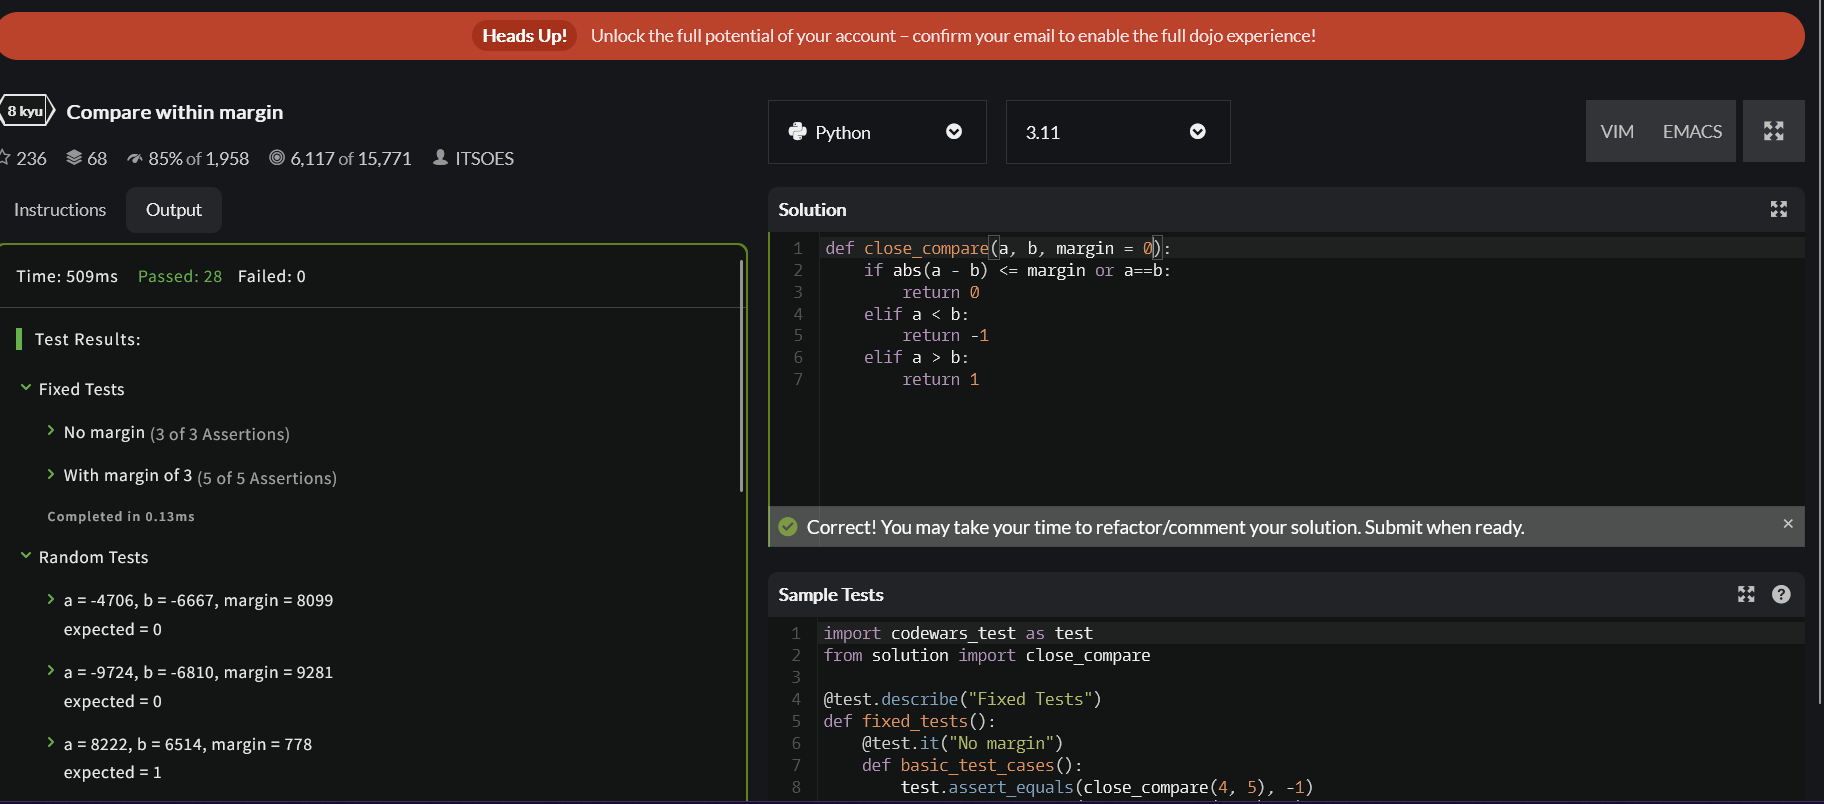 Heads Up! Unlock the full potential of your account – confirm your email to enable the full dojo experience!
8 kyu Compare within margin
236 68 85% of 1,958 6,117 of 15,771 ITSOES
Instructions Output
Time: 509ms Passed: 28 Failed: 0
Test Results:
Fixed Tests
No margin (3 of 3 Assertions)
With margin of 3 (5 of 5 Assertions)
Completed in 0.13ms
Random Tests
a = -4706, b = -6667, margin = 8099
expected = 0
a = -9724, b = -6810, margin = 9281
expected = 0
a = 8222, b = 6514, margin = 778
expected = 1
Python 3.11 VIM EMACS
Solution
1 def close_compare(a, b, margin = 0):
2     if abs(a - b) <= margin or a==b:
3         return 0
4     elif a < b:
5         return -1
6     elif a > b:
7         return 1
Correct! You may take your time to refactor/comment your solution. Submit when ready. ×
Sample Tests ?
1 import codewars_test as test
2 from solution import close_compare
3
4 @test.describe("Fixed Tests")
5 def fixed_tests():
6     @test.it("No margin")
7     def basic_test_cases():
8         test.assert_equals(close_compare(4, 5), -1)